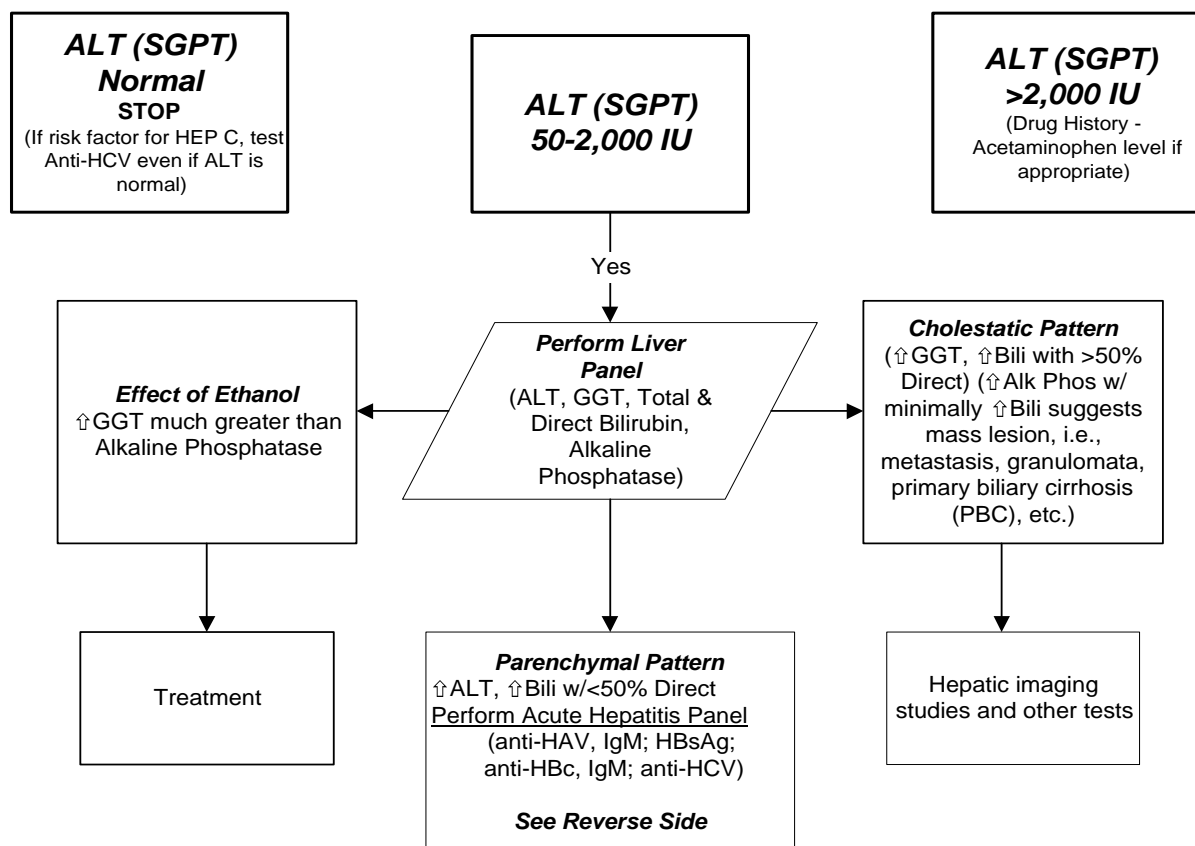 ALT (SGPT)
Normal
STOP
(If risk factor for HEP C, test
Anti-HCV even if ALT is
normal)
ALT (SGPT)
50-2,000 IU
ALT (SGPT)
>2,000 IU
(Drug History -
Acetaminophen level if
appropriate)
Yes
Effect of Ethanol
⇧GGT much greater than
Alkaline Phosphatase
Perform Liver
Panel
(ALT, GGT, Total &
Direct Bilirubin,
Alkaline
Phosphatase)
Cholestatic Pattern
(⇧GGT, ⇧Bili with >50%
Direct) (⇧Alk Phos w/
minimally ⇧Bili suggests
mass lesion, i.e.,
metastasis, granulomata,
primary biliary cirrhosis
(PBC), etc.)
Treatment
Parenchymal Pattern
⇧ALT, ⇧Bili w/<50% Direct
Perform Acute Hepatitis Panel
(anti-HAV, IgM; HBsAg;
anti-HBc, IgM; anti-HCV)
See Reverse Side
Hepatic imaging
studies and other tests